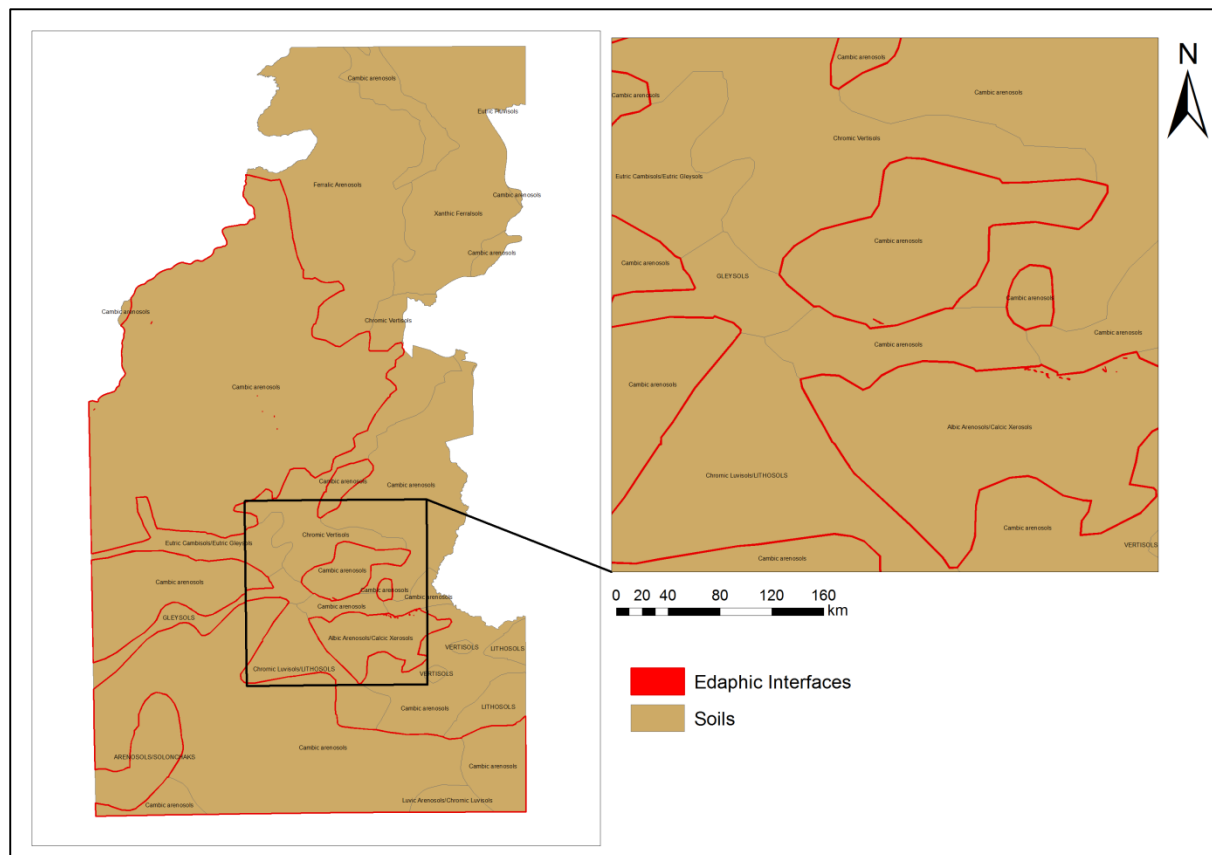 Cambic arenosols
Eutric Fluvisols
Ferralic Arenosols
Cambic arenosols
Xanthic Ferralsols
Cambic arenosols
Cambic arenosols
Chromic Vertisols
Cambic arenosols
Cambic arenosols
Cambic arenosols
Chromic Vertisols
Eutric Cambisols/Eutric Gleysols
Cambic arenosols
Cambic arenosols
Cambic arenosols
Cambic arenosols
Cambic arenosols
GLEYSOLS
Albic Arenosols/Calcic Xerosols
VERTISOLS
LITHOSOLS
Chromic Luvisols/LITHOSOLS
VERTISOLS
Cambic arenosols
LITHOSOLS
Cambic arenosols
ARENOSOLS/SOLONCHAKS
Cambic arenosols
Cambic arenosols
Luvic Arenosols/Chromic Luvisols
Cambic arenosols
Cambic arenosols
Cambic arenosols
Chromic Vertisols
Eutric Cambisols/Eutric Gleysols
Cambic arenosols
Cambic arenosols
GLEYSOLS
Cambic arenosols
Cambic arenosols
Cambic arenosols
Cambic arenosols
Albic Arenosols/Calcic Xerosols
Chromic Luvisols/LITHOSOLS
Cambic arenosols
VERTISOLS
Cambic arenosols
N
0 20 40 80 120 160
km
Edaphic Interfaces
Soils